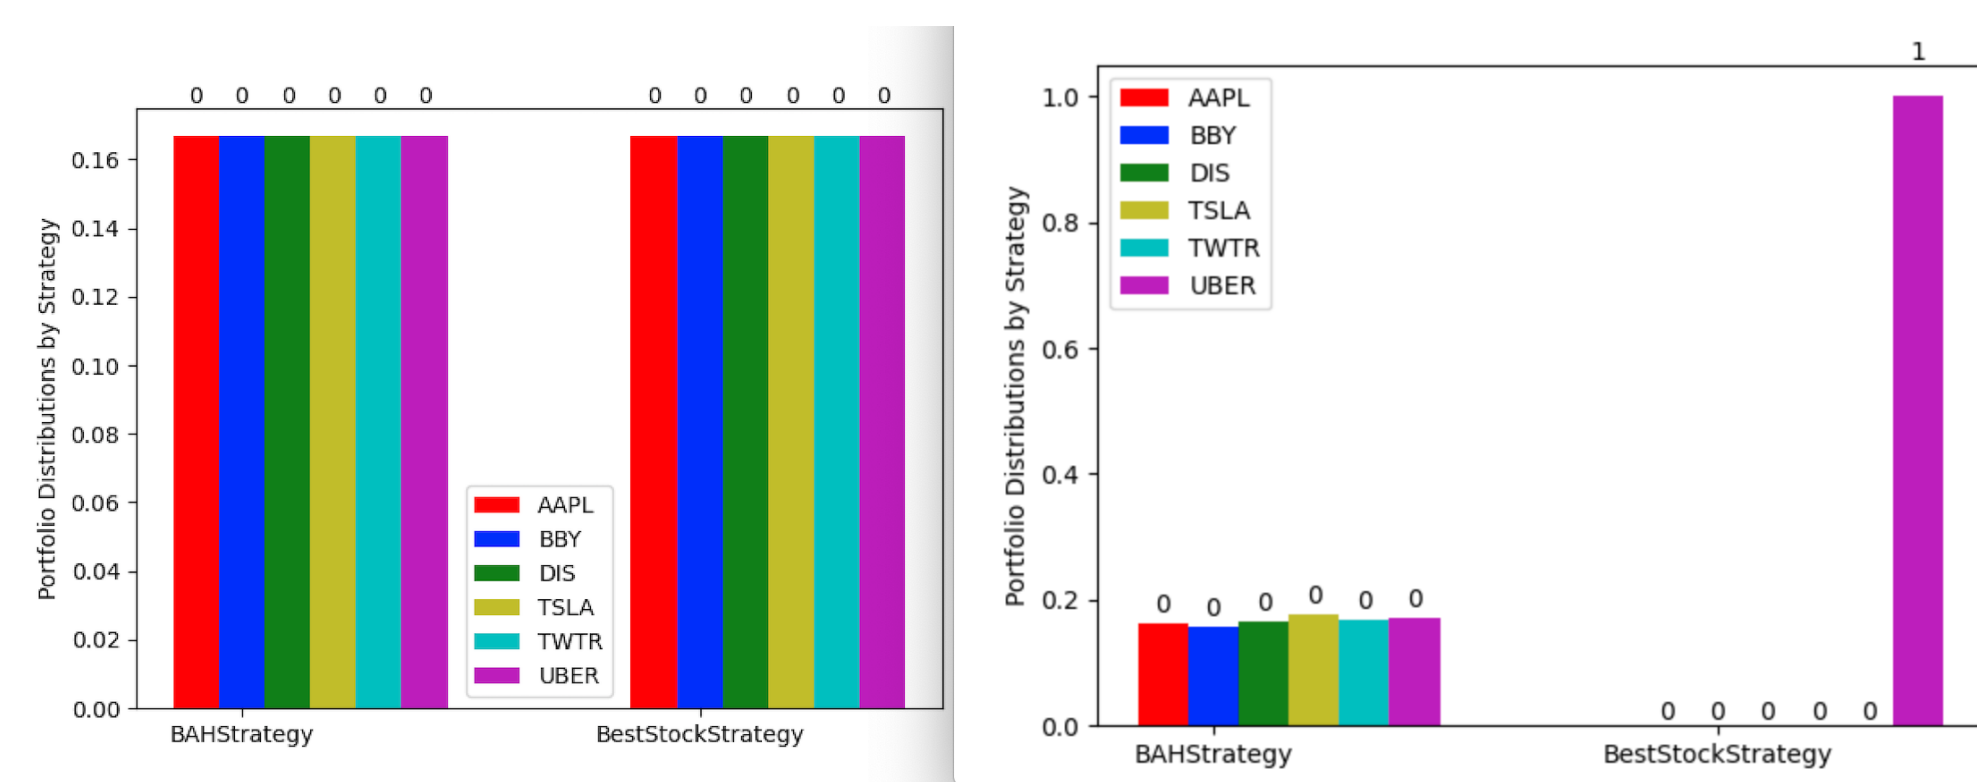 0 0 0 0 0 0 0 0 0 0 0 0
Portfolio Distributions by Strategy
0.16
0.14
0.12
0.10
0.08
0.06
0.04
0.02
0.00
AAPL
BBY
DIS
TSLA
TWTR
UBER
BAHStrategy BestStockStrategy
1
Portfolio Distributions by Strategy
1.0
0.8
0.6
0.4
0.2
0.0
AAPL
BBY
DIS
TSLA
TWTR
UBER
0 0 0 0 0 0
0 0 0 0 0
BAHStrategy BestStockStrategy